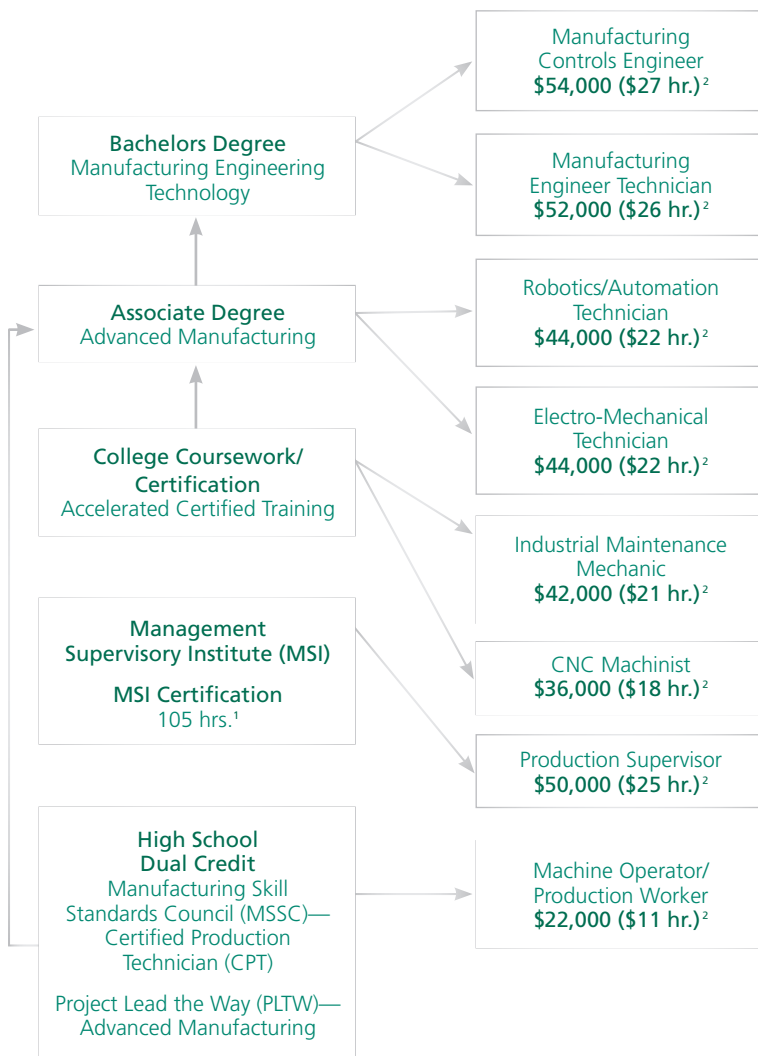 Manufacturing
Controls Engineer
$54,000 ($27 hr.)²
Bachelors Degree
Manufacturing Engineering
Technology
Manufacturing
Engineer Technician
$52,000 ($26 hr.)²
Associate Degree
Advanced Manufacturing
Robotics/Automation
Technician
$44,000 ($22 hr.)²
Electro-Mechanical
Technician
$44,000 ($22 hr.)²
College Coursework/
Certification
Accelerated Certified Training
Industrial Maintenance
Mechanic
$42,000 ($21 hr.)²
CNC Machinist
$36,000 ($18 hr.)²
Management
Supervisory Institute (MSI)
MSI Certification
105 hrs.¹
Production Supervisor
$50,000 ($25 hr.)²
High School
Dual Credit
Manufacturing Skill
Standards Council (MSSC)—
Certified Production
Technician (CPT)
Project Lead the Way (PLTW)—
Advanced Manufacturing
Machine Operator/
Production Worker
$22,000 ($11 hr.)²